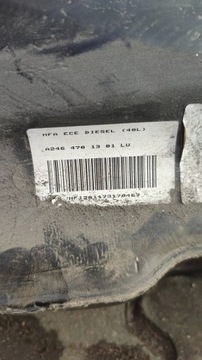 MFA ECE DIESEL (40L)
A246 470 13 01 LU